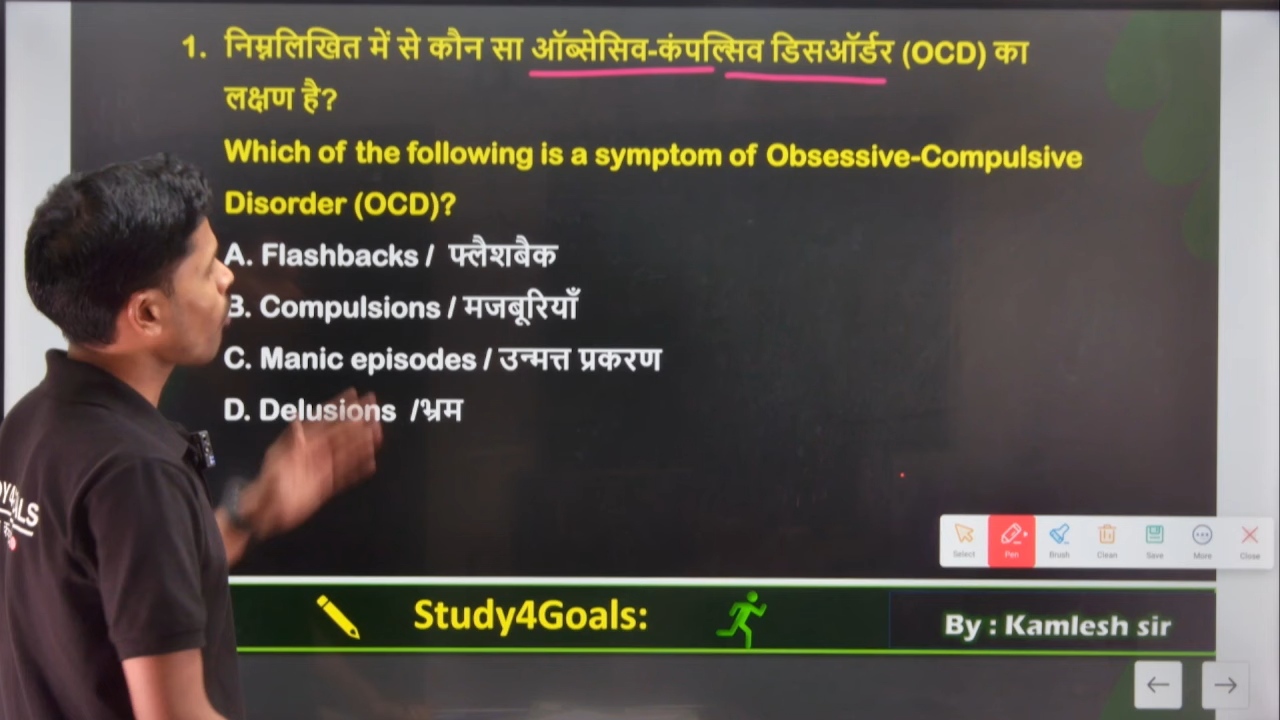 1. निम्नलिखित में से कौन सा ऑब्सेसिव-कंपल्सिव डिसऑर्डर (OCD) का
लक्षण है?
Which of the following is a symptom of Obsessive-Compulsive
Disorder (OCD)?
A. Flashbacks / फ्लैशबैक
B. Compulsions / मजबूरियाँ
C. Manic episodes / उन्मत्त प्रकरण
D. Delusions /भ्रम
Select Pen Brush Clean Save More Close
Study4Goals:
By : Kamlesh sir